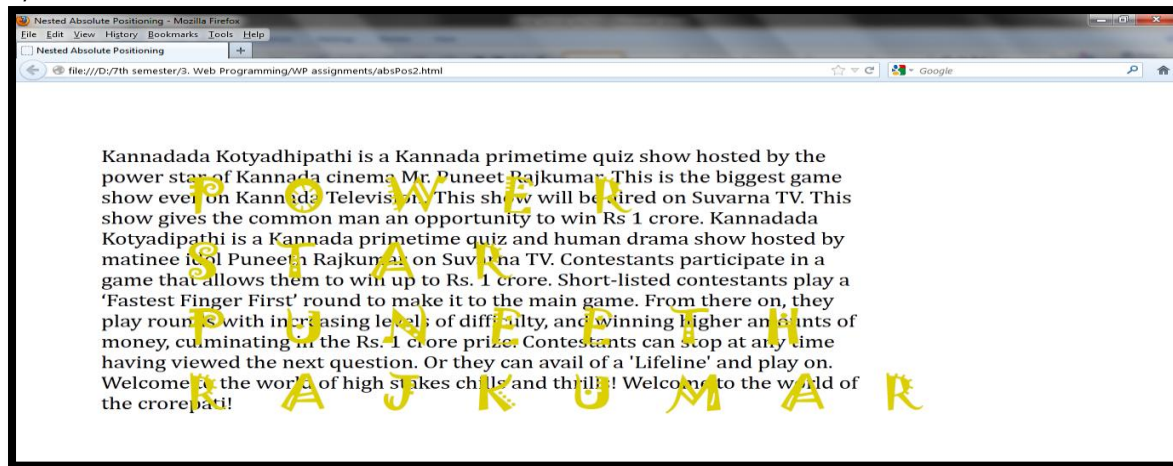 Nested Absolute Positioning - Mozilla Firefox
File Edit View History Bookmarks Tools Help
Nested Absolute Positioning
file:///D:/7th semester/3. Web Programming/WP assignments/absPos2.html
Google
Kannadada Kotyadhipathi is a Kannada primetime quiz show hosted by the
power star of Kannada cinema Mr. Puneet Rajkumar. This is the biggest game
show ever on Kannada Television. This show will be aired on Suvarna TV. This
show gives the common man an opportunity to win Rs 1 crore. Kannadada
Kotyadipathi is a Kannada primetime quiz and human drama show hosted by
matinee idol Puneeth Rajkumar on Suvarna TV. Contestants participate in a
game that allows them to win up to Rs. 1 crore. Short-listed contestants play a
‘Fastest Finger First’ round to make it to the main game. From there on, they
play rounds with increasing levels of difficulty, and winning higher amounts of
money, culminating in the Rs. 1 crore prize. Contestants can stop at any time
having viewed the next question. Or they can avail of a 'Lifeline' and play on.
Welcome to the world of high stakes chills and thrills! Welcome to the world of
the crorepati!
POWER
STAR
PUNEETH
RAJKUMAR